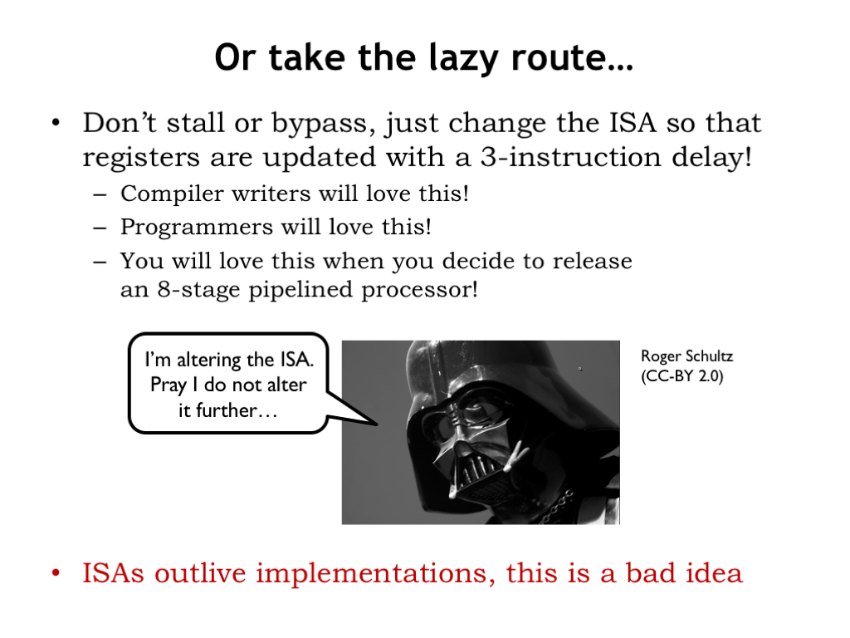 Or take the lazy route…
• Don’t stall or bypass, just change the ISA so that
registers are updated with a 3-instruction delay!
– Compiler writers will love this!
– Programmers will love this!
– You will love this when you decide to release
an 8-stage pipelined processor!
I’m altering the ISA.
Pray I do not alter
it further…
Roger Schultz
(CC-BY 2.0)
• ISAs outlive implementations, this is a bad idea